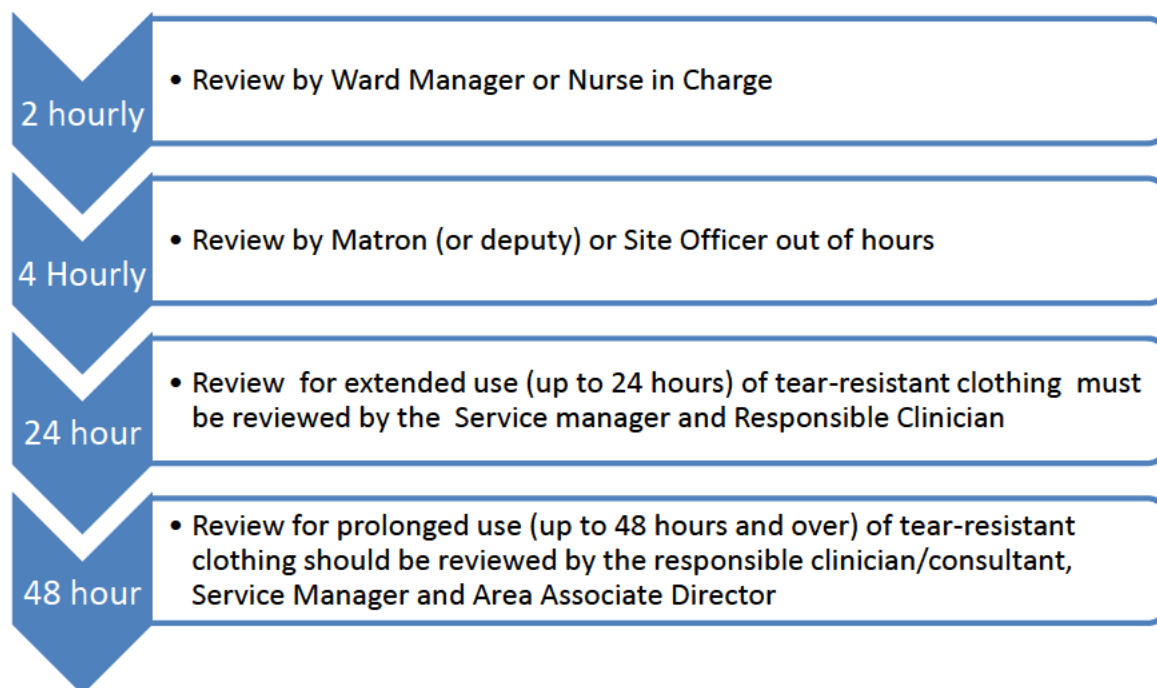 2 hourly
• Review by Ward Manager or Nurse in Charge
4 Hourly
• Review by Matron (or deputy) or Site Officer out of hours
24 hour
• Review for extended use (up to 24 hours) of tear-resistant clothing must
be reviewed by the Service manager and Responsible Clinician
48 hour
• Review for prolonged use (up to 48 hours and over) of tear-resistant
clothing should be reviewed by the responsible clinician/consultant,
Service Manager and Area Associate Director